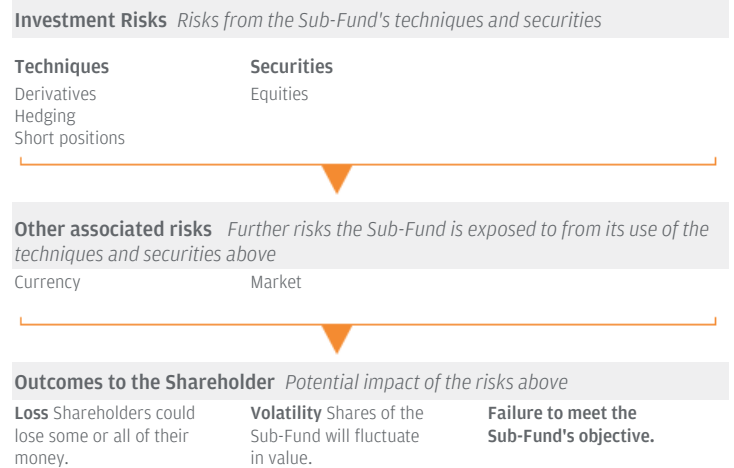 Investment Risks Risks from the Sub-Fund's techniques and securities
Techniques
Derivatives
Hedging
Short positions
Securities
Equities
Other associated risks Further risks the Sub-Fund is exposed to from its use of the
techniques and securities above
Currency
Market
Outcomes to the Shareholder Potential impact of the risks above
Loss Shareholders could
lose some or all of their
money.
Volatility Shares of the
Sub-Fund will fluctuate
in value.
Failure to meet the
Sub-Fund's objective.